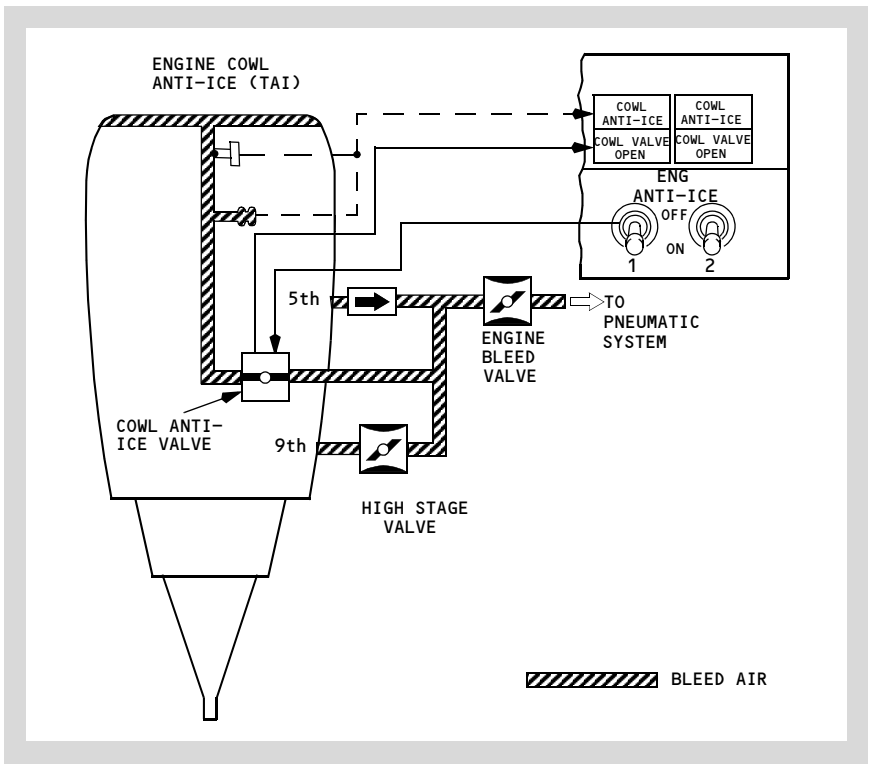 ENGINE COWL
ANTI-ICE (TAI)
COWL
ANTI-ICE
COWL
ANTI-ICE
COWL VALVE
OPEN
COWL VALVE
OPEN
ENG
ANTI-ICE
OFF
ON
1
2
5th
TO
PNEUMATIC
SYSTEM
ENGINE
BLEED
VALVE
COWL ANTI-
ICE VALVE
9th
HIGH STAGE
VALVE
BLEED AIR